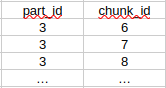 part_id chunk_id
3 6
3 7
3 8
... ...